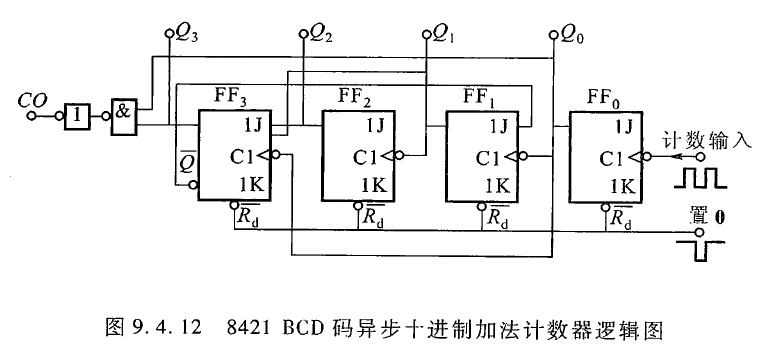 Q3 Q2 Q1 Q0
CO 1 & FF3 FF2 FF1 FF0
1J 1J 1J 1J
计数输入
Q̅ C1 C1 C1 C1
1K 1K 1K 1K
置0
R̅d R̅d R̅d R̅d
图 9.4.12 8421 BCD 码异步十进制加法计数器逻辑图